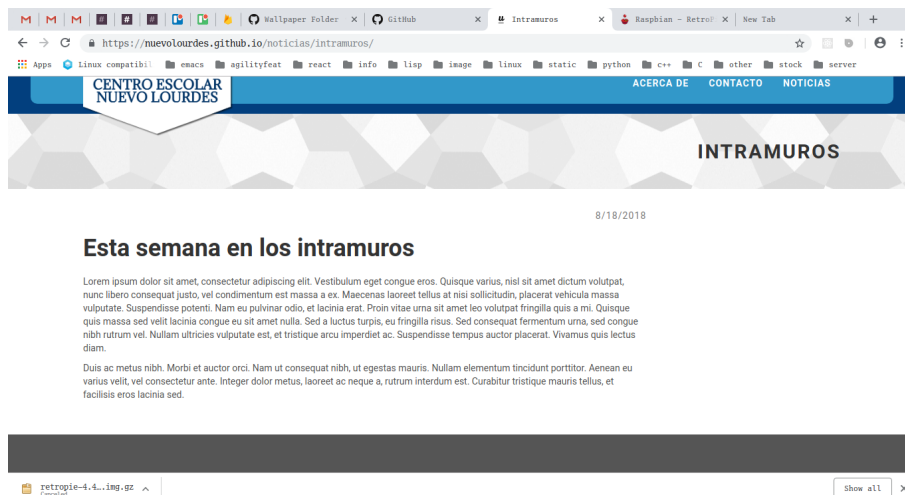 Wallpaper Folder
GitHub
Intramuros
Raspbian - RetroP
New Tab
https://nuevolourdes.github.io/noticias/intramuros/
Apps Linux compatibil emacs agilityfeat react info lisp image linux static python c++ C other stock server
CENTRO ESCOLAR
NUEVO LOURDES
ACERCA DE CONTACTO NOTICIAS
INTRAMUROS
8/18/2018
Esta semana en los intramuros
Lorem ipsum dolor sit amet, consectetur adipiscing elit. Vestibulum eget congue eros. Quisque varius, nisl sit amet dictum volutpat,
nunc libero consequat justo, vel condimentum est massa a ex. Maecenas laoreet tellus at nisi sollicitudin, placerat vehicula massa
vulputate. Suspendisse potenti. Nam eu pulvinar odio, et lacinia erat. Proin vitae urna sit amet leo volutpat fringilla quis a mi. Quisque
quis massa sed velit lacinia congue eu sit amet nulla. Sed a luctus turpis, eu fringilla risus. Sed consequat fermentum urna, sed congue
nibh rutrum vel. Nullam ultricies vulputate est, et tristique arcu imperdiet ac. Suspendisse tempus auctor placerat. Vivamus quis lectus
diam.
Duis ac metus nibh. Morbi et auctor orci. Nam ut consequat nibh, ut egestas mauris. Nullam elementum tincidunt porttitor. Aenean eu
varius velit, vel consectetur ante. Integer dolor metus, laoreet ac neque a, rutrum interdum est. Curabitur tristique mauris tellus, et
facilisis eros lacinia sed.
retropie-4.4....img.gz
Canceled
Show all